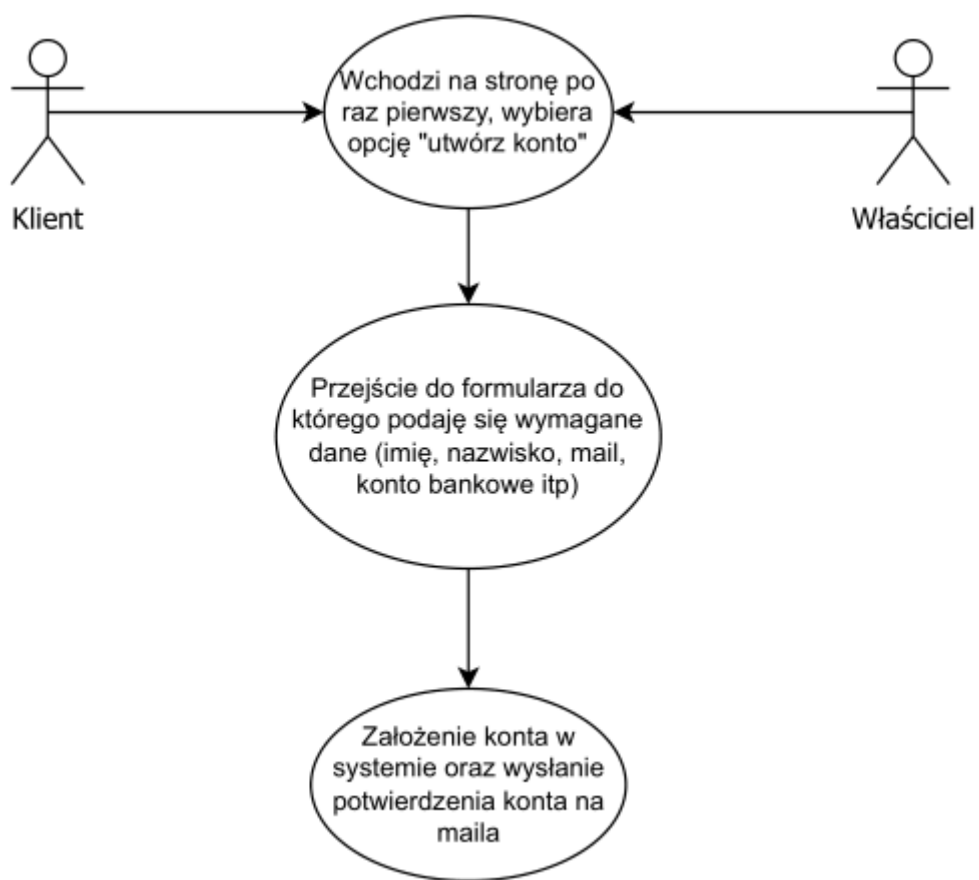 Wchodzi na stronę po
raz pierwszy, wybiera
opcję "utwórz konto"
Klient
Właściciel
Przejście do formularza do
którego podaję się wymagane
dane (imię, nazwisko, mail,
konto bankowe itp)
Założenie konta w
systemie oraz wysłanie
potwierdzenia konta na
maila